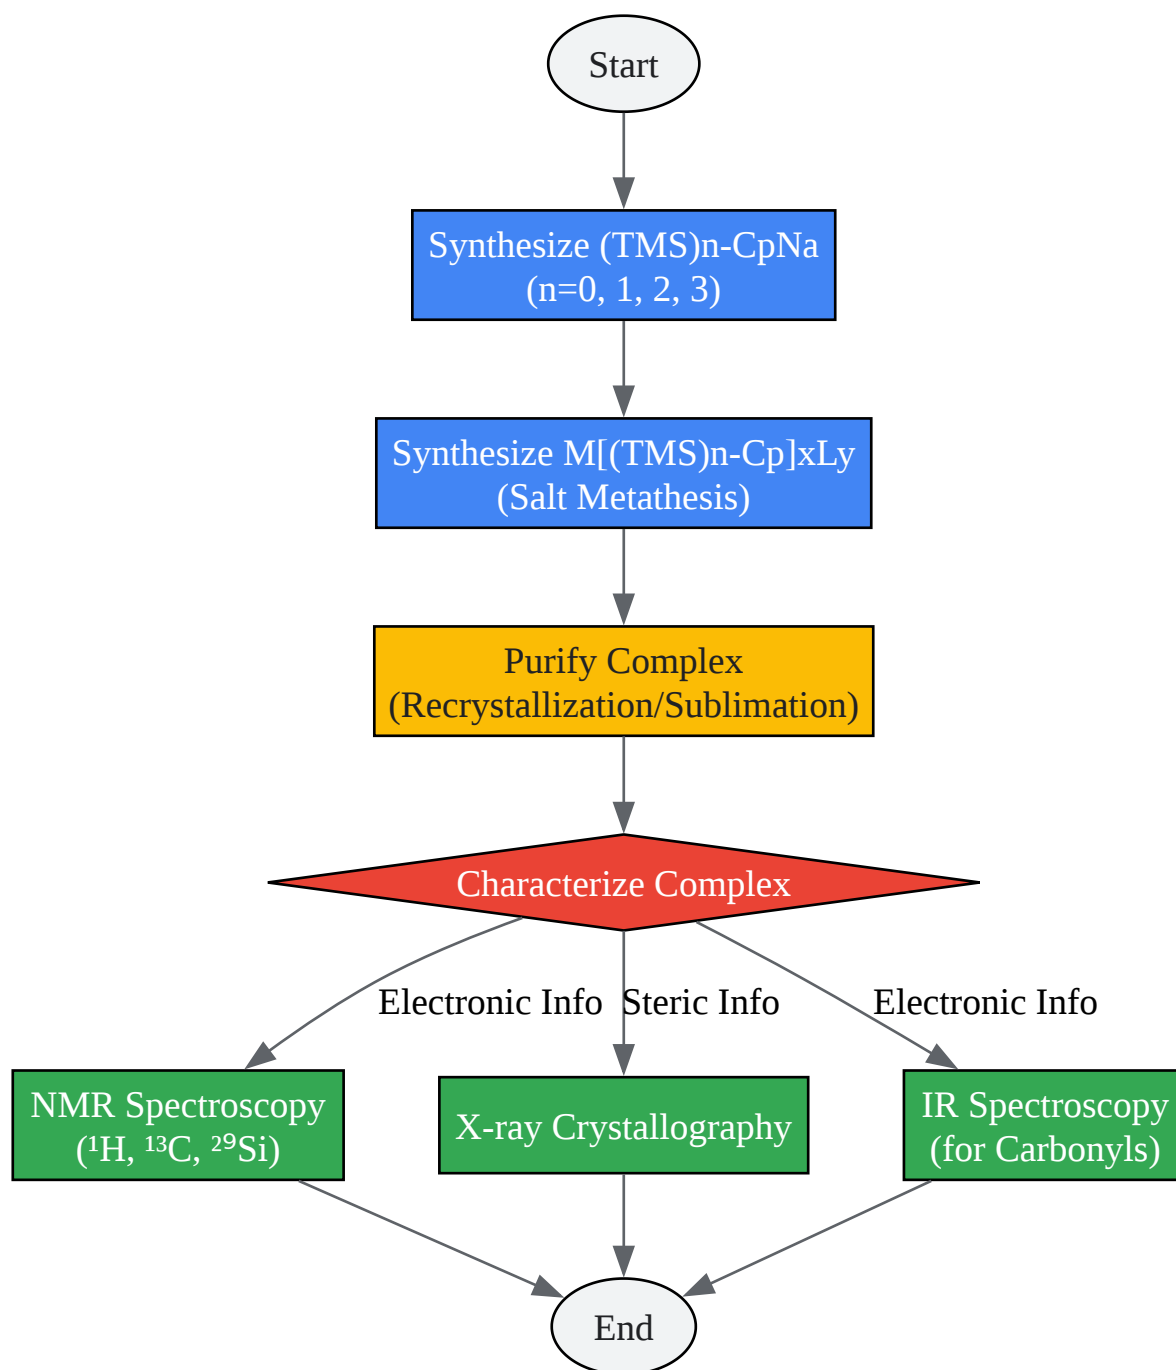 Start
Synthesize (TMS)n-CpNa
(n=0, 1, 2, 3)
Synthesize M[(TMS)n-Cp]xLy
(Salt Metathesis)
Purify Complex
(Recrystallization/Sublimation)
Characterize Complex
Electronic Info
Steric Info
Electronic Info
NMR Spectroscopy
(¹H, ¹³C, ²⁹Si)
X-ray Crystallography
IR Spectroscopy
(for Carbonyls)
End